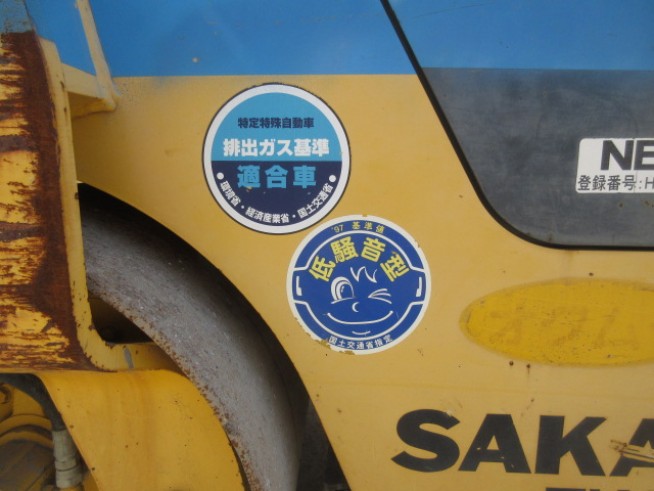 特定特殊自動車
排出ガス基準
適合車
・環境省・経済産業省・国土交通省・
'97 基準値
低騒音型
国土交通省指定
NE
登録番号:H
SAKA